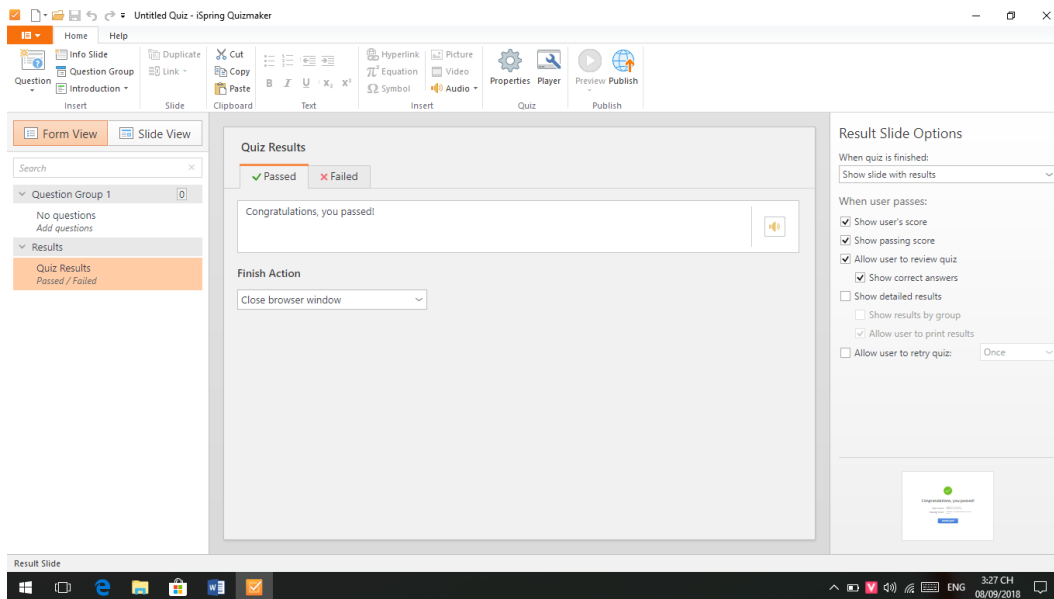 Untitled Quiz - iSpring Quizmaker
Home Help
Question
Info Slide
Question Group
Introduction
Insert
Duplicate
Link
Slide
Cut
Copy
Paste
Clipboard
B I U X₂ X²
Text
Hyperlink
Equation
Symbol
Picture
Video
Audio
Insert
Properties
Player
Quiz
Preview
Publish
Publish
Form View
Slide View
Search
Question Group 1 0
No questions
Add questions
Results
Quiz Results
Passed / Failed
Quiz Results
Passed
Failed
Congratulations, you passed!
Finish Action
Close browser window
Result Slide Options
When quiz is finished:
Show slide with results
When user passes:
Show user's score
Show passing score
Allow user to review quiz
Show correct answers
Show detailed results
Show results by group
Allow user to print results
Allow user to retry quiz: Once
Congratulations, you passed!
Result Slide
ENG
3:27 CH
08/09/2018